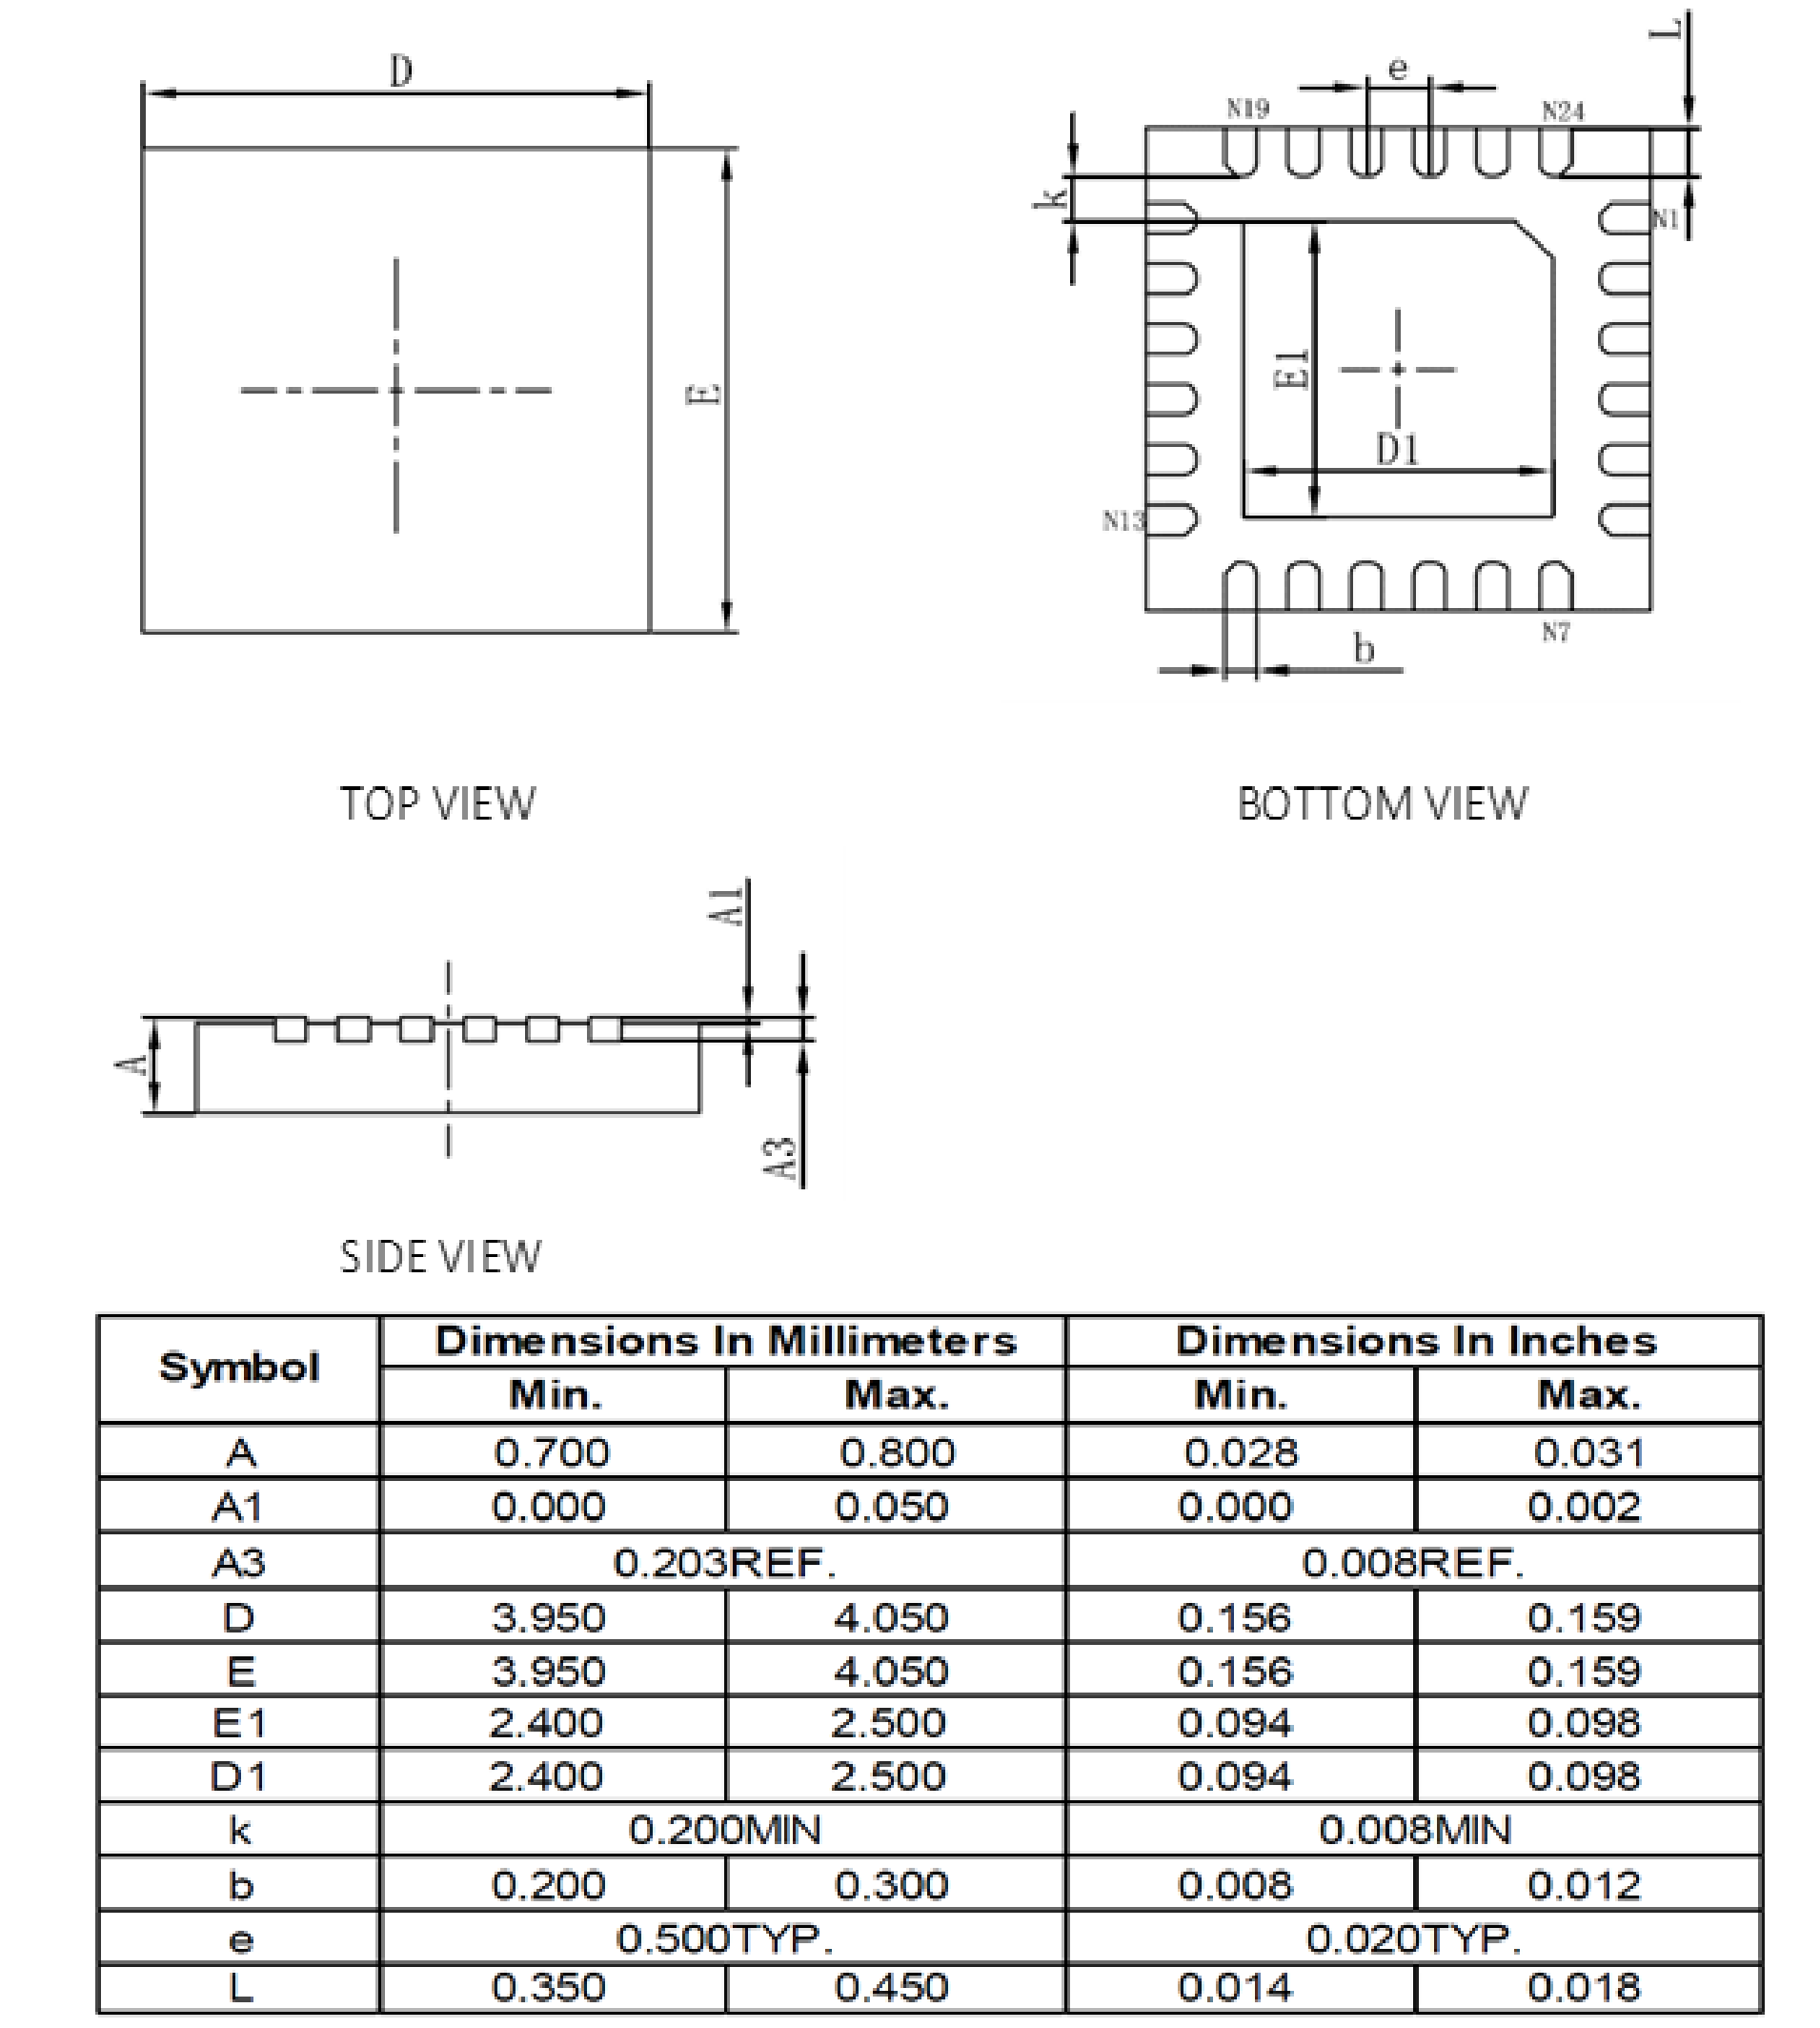 D
E
L
e
N19
N24
k
N1
E1
D1
N13
N7
b
TOP VIEW
BOTTOM VIEW
A1
A
A3
SIDE VIEW
Symbol Dimensions In Millimeters Dimensions In Inches
Min. Max. Min. Max.
A 0.700 0.800 0.028 0.031
A1 0.000 0.050 0.000 0.002
A3 0.203REF. 0.008REF.
D 3.950 4.050 0.156 0.159
E 3.950 4.050 0.156 0.159
E1 2.400 2.500 0.094 0.098
D1 2.400 2.500 0.094 0.098
k 0.200MIN 0.008MIN
b 0.200 0.300 0.008 0.012
e 0.500TYP. 0.020TYP.
L 0.350 0.450 0.014 0.018